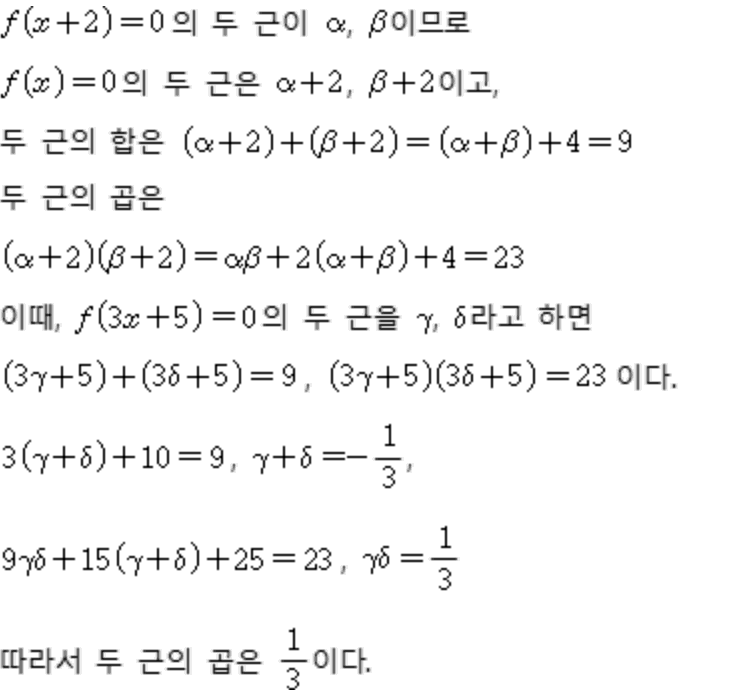 f(x+2)=0의 두 근이 α, β이므로
f(x)=0의 두 근은 α+2, β+2이고,
두 근의 합은 (α+2)+(β+2)=(α+β)+4=9
두 근의 곱은
(α+2)(β+2)=αβ+2(α+β)+4=23
이때, f(3x+5)=0의 두 근을 γ, δ라고 하면
(3γ+5)+(3δ+5)=9, (3γ+5)(3δ+5)=23 이다.
3(γ+δ)+10=9, γ+δ=-1/3,
9γδ+15(γ+δ)+25=23, γδ=1/3
따라서 두 근의 곱은 1/3이다.